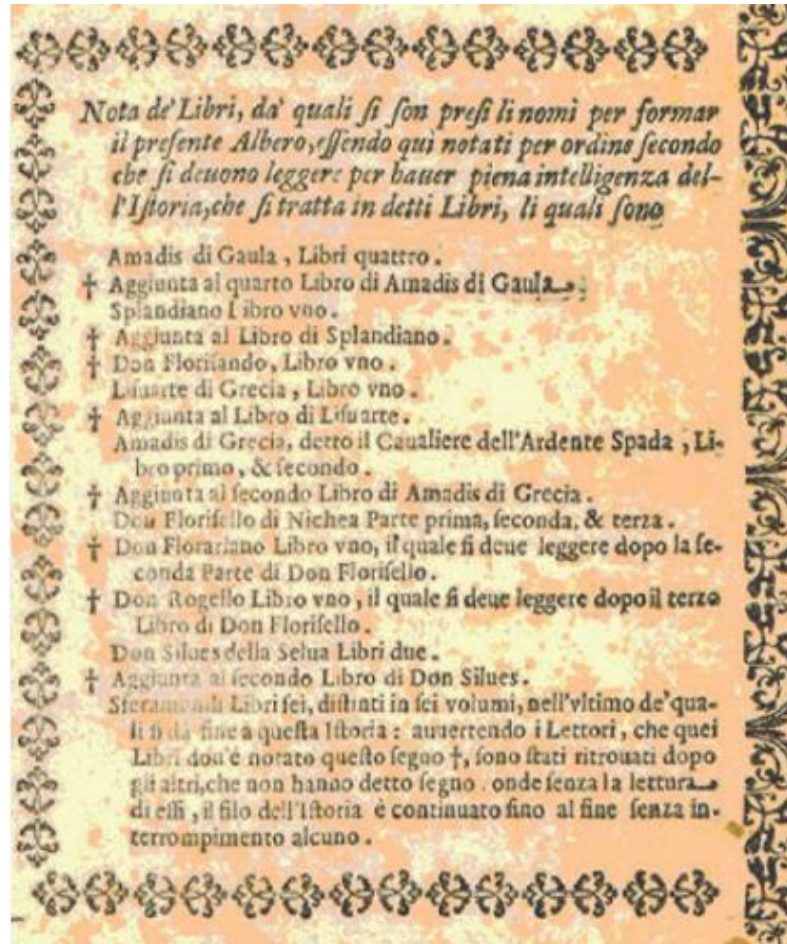 Nota de' Libri, da' quali ſi ſon preſi li nomi per formar
il preſente Albero, eſſendo quì notati per ordine ſecondo
che ſi deuono leggere per hauer piena intelligenza del-
l'Iſtoria, che ſi tratta in detti Libri, li quali ſono
Amadis di Gaula, Libri quattro.
† Aggiunta al quarto Libro di Amadis di Gaula.
Splandiano Libro vno.
† Aggiunta al Libro di Splandiano.
† Don Floriſando, Libro vno.
Liſuarte di Grecia, Libro vno.
† Aggiunta al Libro di Liſuarte.
Amadis di Grecia, detto il Caualiere dell'Ardente Spada, Li-
bro primo, & ſecondo.
† Aggiunta al ſecondo Libro di Amadis di Grecia.
Don Floriſello di Nichea Parte prima, ſeconda, & terza.
† Don Florarlano Libro vno, il quale ſi deue leggere dopo la ſe-
conda Parte di Don Floriſello.
† Don Rogello Libro vno, il quale ſi deue leggere dopo il terzo
Libro di Don Floriſello.
Don Silues della Selua Libri due.
† Aggiunta al ſecondo Libro di Don Silues.
Sferamundi Libri ſei, diſtinti in ſei volumi, nell'vltimo de' qua-
li ſi dà fine a queſta Iſtoria: auuertendo i Lettori, che quei
Libri dou'è notato queſto ſegno †, ſono ſtati ritrouati dopo
gli altri, che non hanno detto ſegno. onde ſenza la lettura
di eſſi, il filo dell'Iſtoria è continuato fino al fine ſenza in-
terrompimento alcuno.